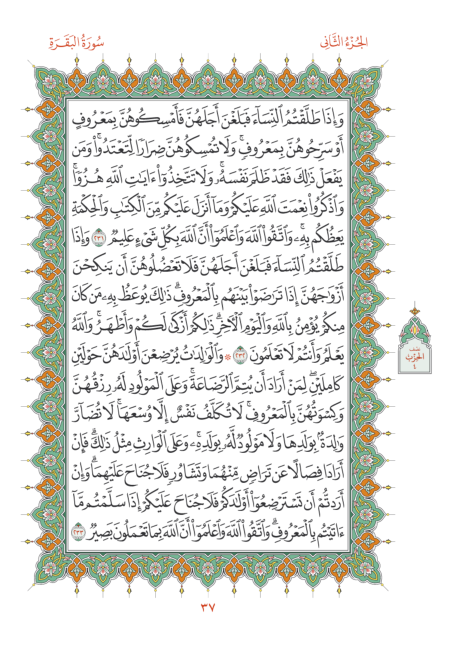 الجُزْءُ الثَّانِي
سُورَةُ البَقَرَةِ
وَإِذَا طَلَّقْتُمُ ٱلنِّسَآءَ فَبَلَغْنَ أَجَلَهُنَّ فَأَمْسِكُوهُنَّ بِمَعْرُوفٍ
أَوْ سَرِّحُوهُنَّ بِمَعْرُوفٖۚ وَلَا تُمْسِكُوهُنَّ ضِرَارٗا لِّتَعْتَدُواْۚ وَمَن
يَفْعَلْ ذَٰلِكَ فَقَدْ ظَلَمَ نَفْسَهُۥۚ وَلَا تَتَّخِذُوٓاْ ءَايَٰتِ ٱللَّهِ هُزُوٗاۚ
وَٱذْكُرُواْ نِعْمَتَ ٱللَّهِ عَلَيْكُمْ وَمَآ أَنزَلَ عَلَيْكُم مِّنَ ٱلْكِتَٰبِ وَٱلْحِكْمَةِ
يَعِظُكُم بِهِۦۚ وَٱتَّقُواْ ٱللَّهَ وَٱعْلَمُوٓاْ أَنَّ ٱللَّهَ بِكُلِّ شَىْءٍ عَلِيمٞ ٢٣١ وَإِذَا
طَلَّقْتُمُ ٱلنِّسَآءَ فَبَلَغْنَ أَجَلَهُنَّ فَلَا تَعْضُلُوهُنَّ أَن يَنكِحْنَ
أَزْوَٰجَهُنَّ إِذَا تَرَٰضَوْاْ بَيْنَهُم بِٱلْمَعْرُوفِۗ ذَٰلِكَ يُوعَظُ بِهِۦ مَن كَانَ
مِنكُمْ يُؤْمِنُ بِٱللَّهِ وَٱلْيَوْمِ ٱلْأٓخِرِۗ ذَٰلِكُمْ أَزْكَىٰ لَكُمْ وَأَطْهَرُۚ وَٱللَّهُ
يَعْلَمُ وَأَنتُمْ لَا تَعْلَمُونَ ٢٣٢ ۞ وَٱلْوَٰلِدَٰتُ يُرْضِعْنَ أَوْلَٰدَهُنَّ حَوْلَيْنِ
كَامِلَيْنِۖ لِمَنْ أَرَادَ أَن يُتِمَّ ٱلرَّضَاعَةَۚ وَعَلَى ٱلْمَوْلُودِ لَهُۥ رِزْقُهُنَّ
وَكِسْوَتُهُنَّ بِٱلْمَعْرُوفِۚ لَا تُكَلَّفُ نَفْسٌ إِلَّا وُسْعَهَاۚ لَا تُضَآرَّ
وَٰلِدَةُۢ بِوَلَدِهَا وَلَا مَوْلُودٞ لَّهُۥ بِوَلَدِهِۦۚ وَعَلَى ٱلْوَارِثِ مِثْلُ ذَٰلِكَۗ فَإِنْ
أَرَادَا فِصَالًا عَن تَرَاضٖ مِّنْهُمَا وَتَشَاوُرٖ فَلَا جُنَاحَ عَلَيْهِمَاۗ وَإِنْ
أَرَدتُّمْ أَن تَسْتَرْضِعُوٓاْ أَوْلَٰدَكُمْ فَلَا جُنَاحَ عَلَيْكُمْ إِذَا سَلَّمْتُم مَّآ
ءَاتَيْتُم بِٱلْمَعْرُوفِۗ وَٱتَّقُواْ ٱللَّهَ وَٱعْلَمُوٓاْ أَنَّ ٱللَّهَ بِمَا تَعْمَلُونَ بَصِيرٞ ٢٣٣
نصف
الحزب
٤
٣٧